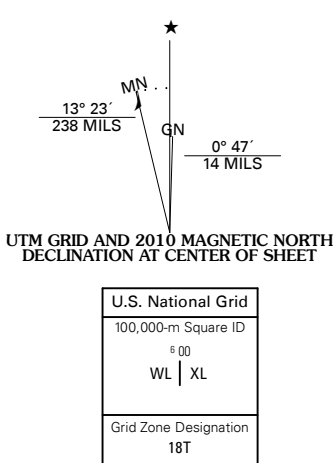 ★
MN
GN
13° 23´
238 MILS
0° 47´
14 MILS
UTM GRID AND 2010 MAGNETIC NORTH
DECLINATION AT CENTER OF SHEET
U.S. National Grid
100,000-m Square ID
6 00
WL | XL
Grid Zone Designation
18T